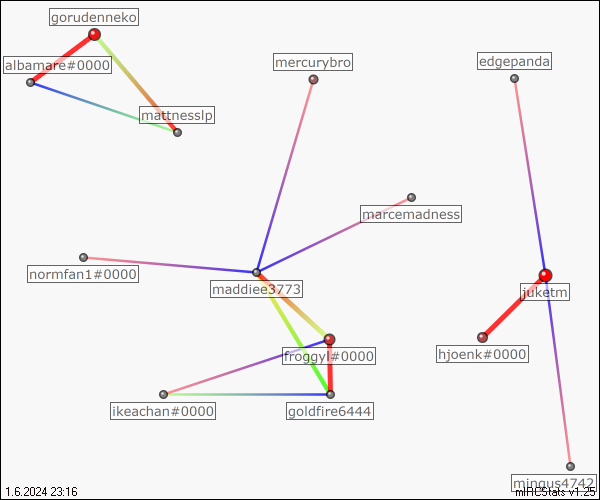 gorudenneko
albamare#0000
mercurybro
edgepanda
mattnesslp
marcemadness
normfan1#0000
maddiee3773
juketm
froggyl#0000
hjoenk#0000
ikeachan#0000
goldfire6444
mingus4742
1.6.2024 23:16
mIRCStats v1.25